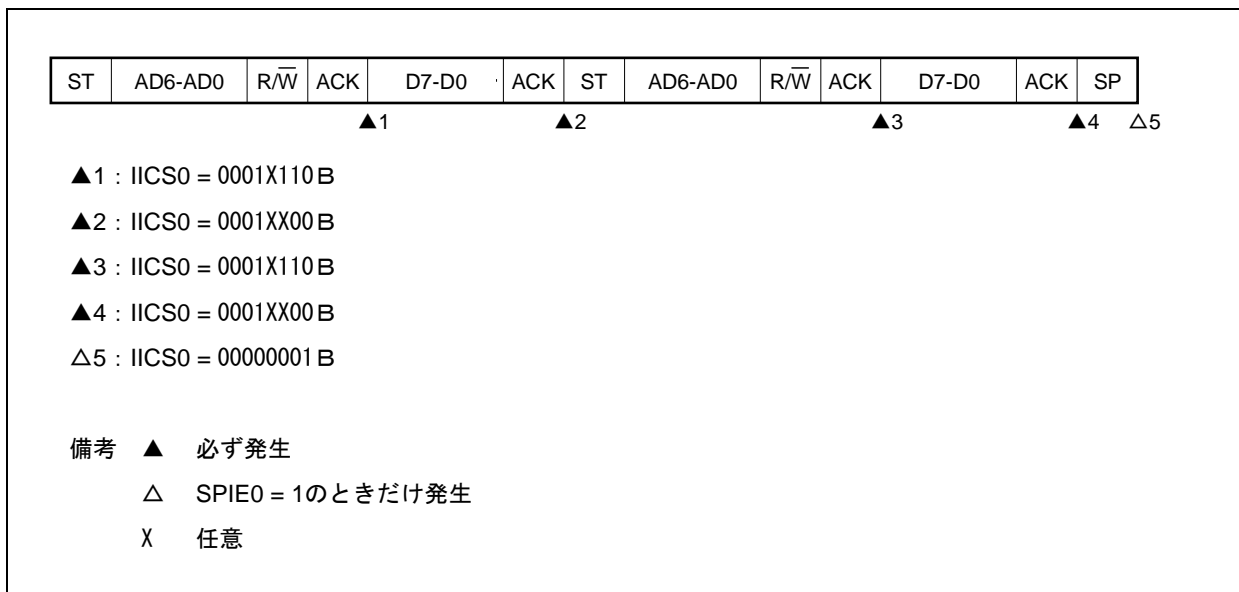 ST AD6-AD0 R/W̅ ACK D7-D0 ACK ST AD6-AD0 R/W̅ ACK D7-D0 ACK SP
▲1 ▲2 ▲3 ▲4 △5
▲1：IICS0 = 0001X110B
▲2：IICS0 = 0001XX00B
▲3：IICS0 = 0001X110B
▲4：IICS0 = 0001XX00B
△5：IICS0 = 00000001B
備考 ▲ 必ず発生
△ SPIE0 = 1のときだけ発生
X 任意